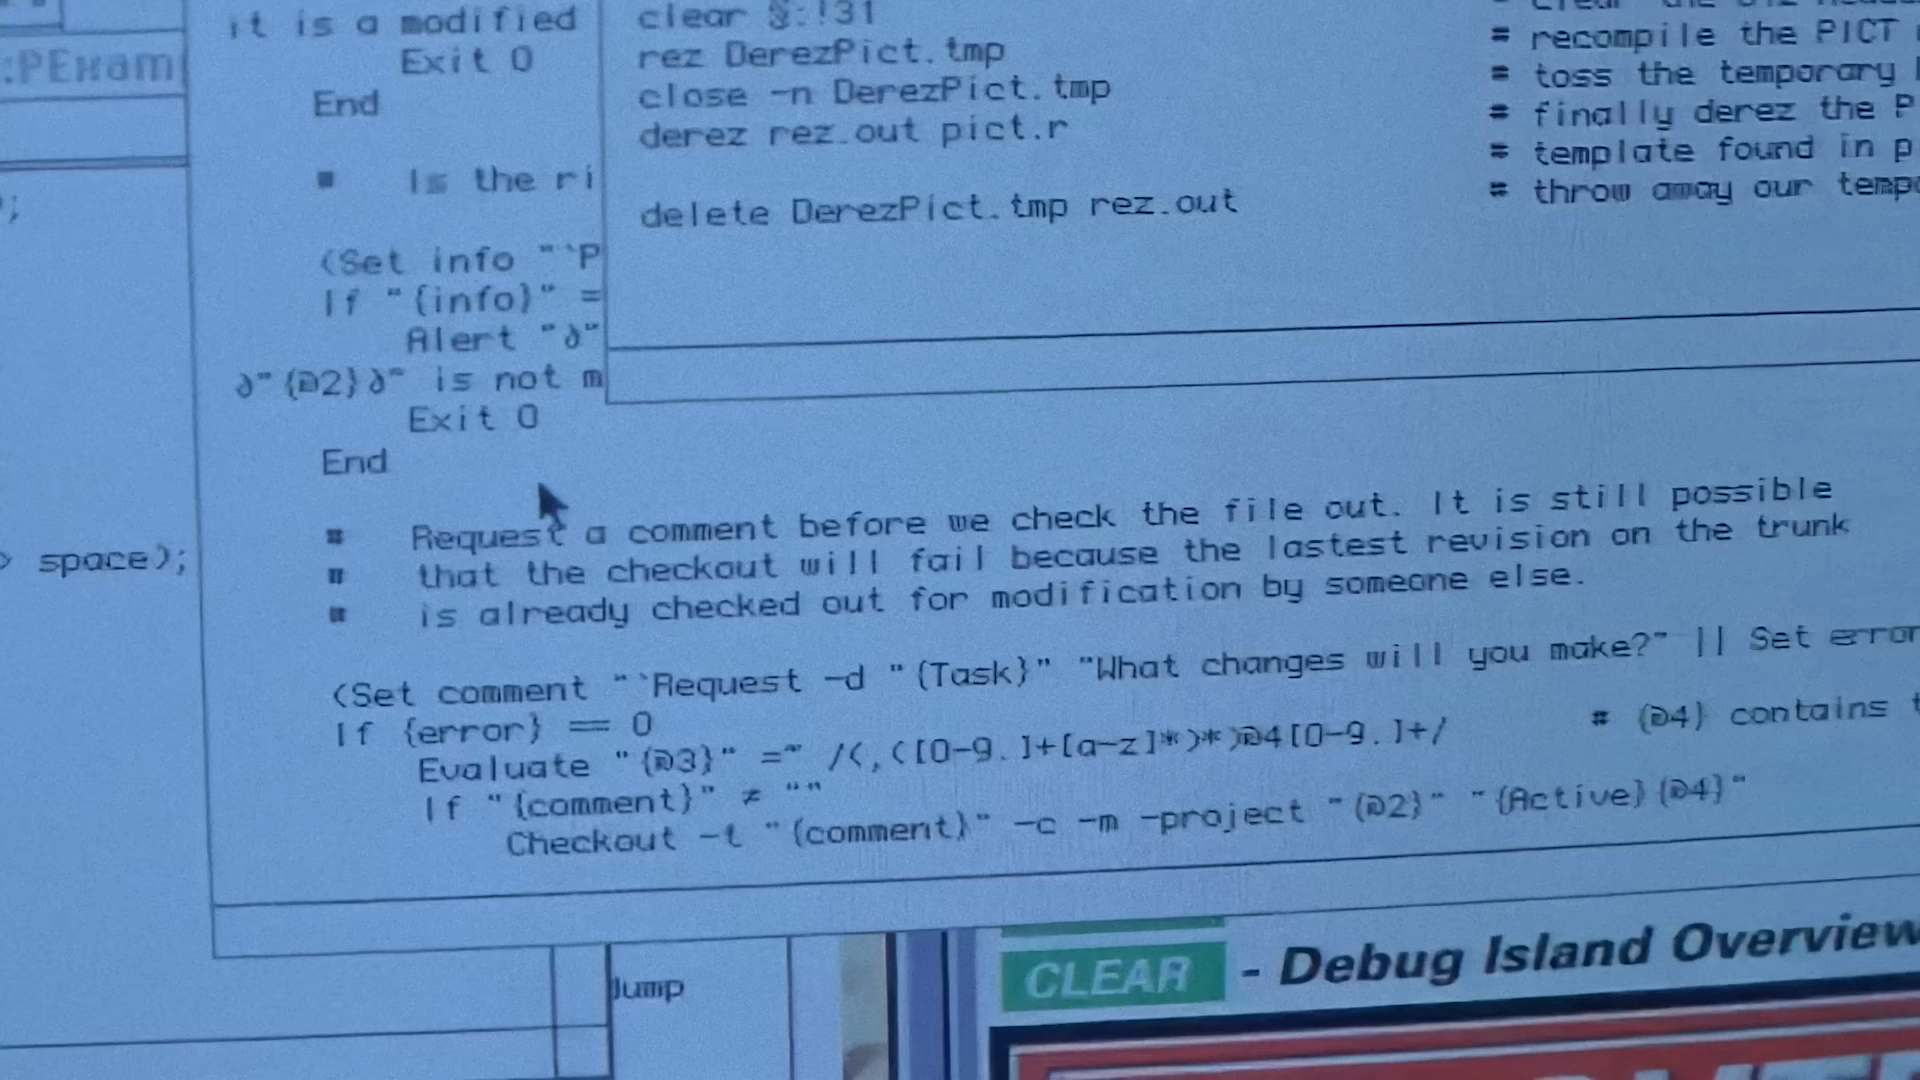 :PExam
it is a modified
Exit 0
End
# Is the ri
(Set info "`P
If "{info}" =
Alert "∂"
∂"{®2}∂" is not m
Exit 0
End
# Request a comment before we check the file out. It is still possible
# that the checkout will fail because the lastest revision on the trunk
# is already checked out for modification by someone else.
(Set comment "`Request -d "{Task}" "What changes will you make?" || Set error
If {error} == 0
Evaluate "{®3}" =~ /(,([0-9.]+[a-z]*)*)®4[0-9.]+/ # {®4} contains t
If "{comment}" ≠ ""
Checkout -t "{comment}" -c -m -project "{®2}" "{Active}{®4}"
clear §:!31
rez DerezPict.tmp # recompile the PICT
close -n DerezPict.tmp # toss the temporary
derez rez.out pict.r # finally derez the P
# template found in p
delete DerezPict.tmp rez.out # throw away our tempo
> space);
Jump
CLEAR - Debug Island Overview